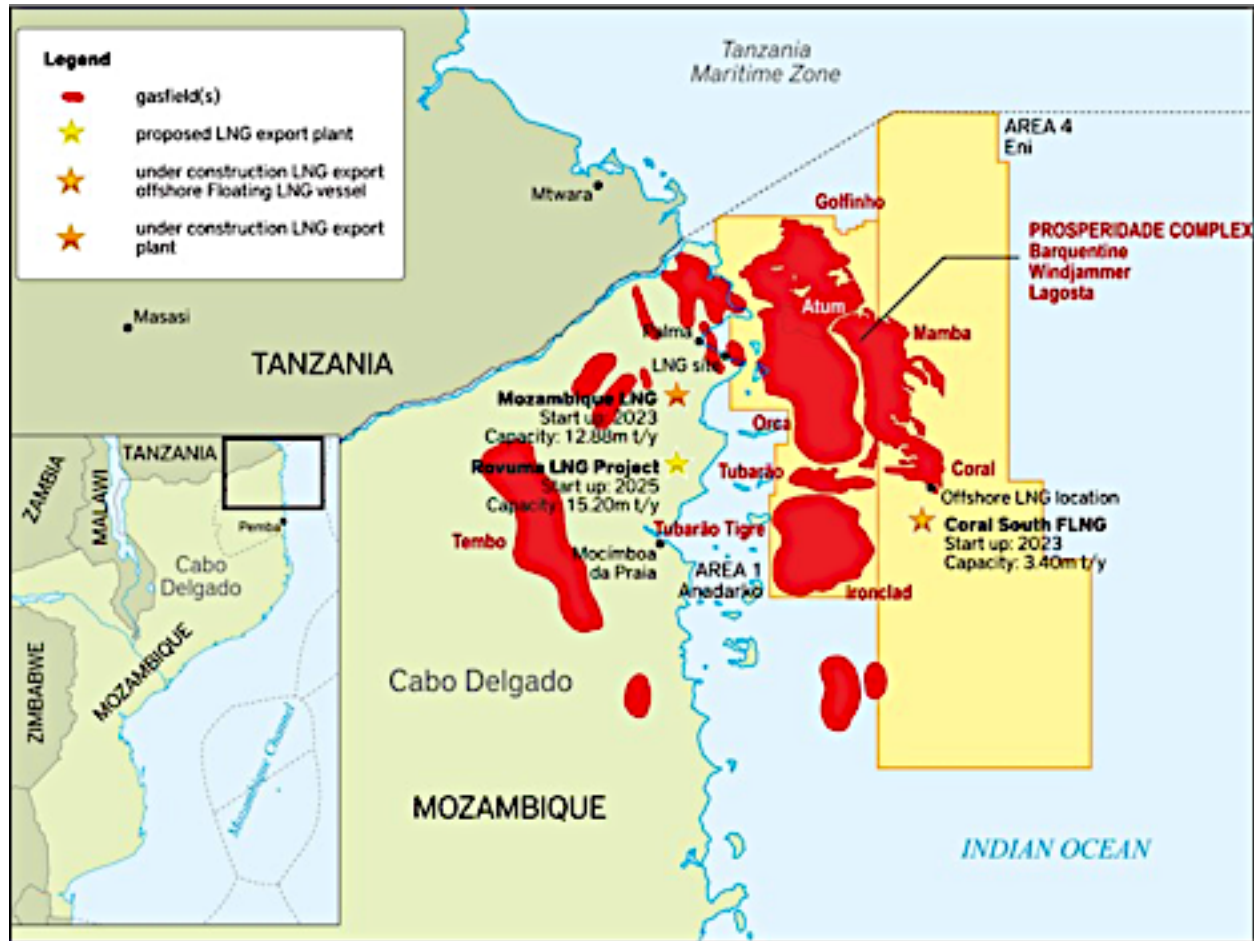 Legend
gasfield(s)
proposed LNG export plant
under construction LNG export
offshore Floating LNG vessel
under construction LNG export
plant
Tanzania
Maritime Zone
AREA 4
Eni
Mtwara
Golfinho
PROSPERIDADE COMPLEX
Barquentine
Windjammer
Lagosta
Masasi
Atum
Mamba
Palma
TANZANIA
LNG site
Mozambique LNG
Start up: 2023
Capacity: 12.88m t/y
Orca
Rovuma LNG Project
Start up: 2025
Capacity: 15.20m t/y
Tubarão
Coral
Offshore LNG location
Coral South FLNG
Start up: 2023
Capacity: 3.40m t/y
Tembo
Tubarão Tigre
Mocimboa
da Praia
AREA 1
Anadarko
Ironclad
Cabo Delgado
MOZAMBIQUE
INDIAN OCEAN
TANZANIA
ZAMBIA
MALAWI
Pemba
Cabo
Delgado
MOZAMBIQUE
ZIMBABWE
Mozambique Channel